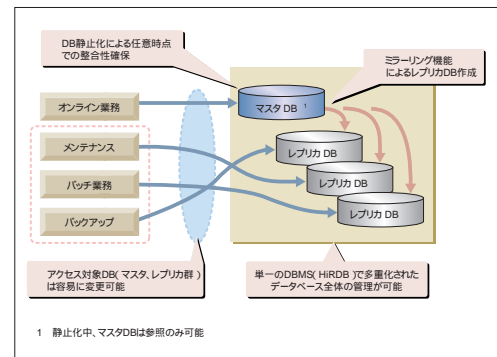 DB静止化による任意時点
での整合性確保
ミラーリング機能
によるレプリカDB作成
オンライン業務
マスタDB 1
メンテナンス
レプリカDB
バッチ業務
レプリカDB
バックアップ
レプリカDB
アクセス対象DB(マスタ、レプリカ群)
は容易に変更可能
単一のDBMS(HiRDB)で多重化された
データベース全体の管理が可能
1 静止化中、マスタDBは参照のみ可能